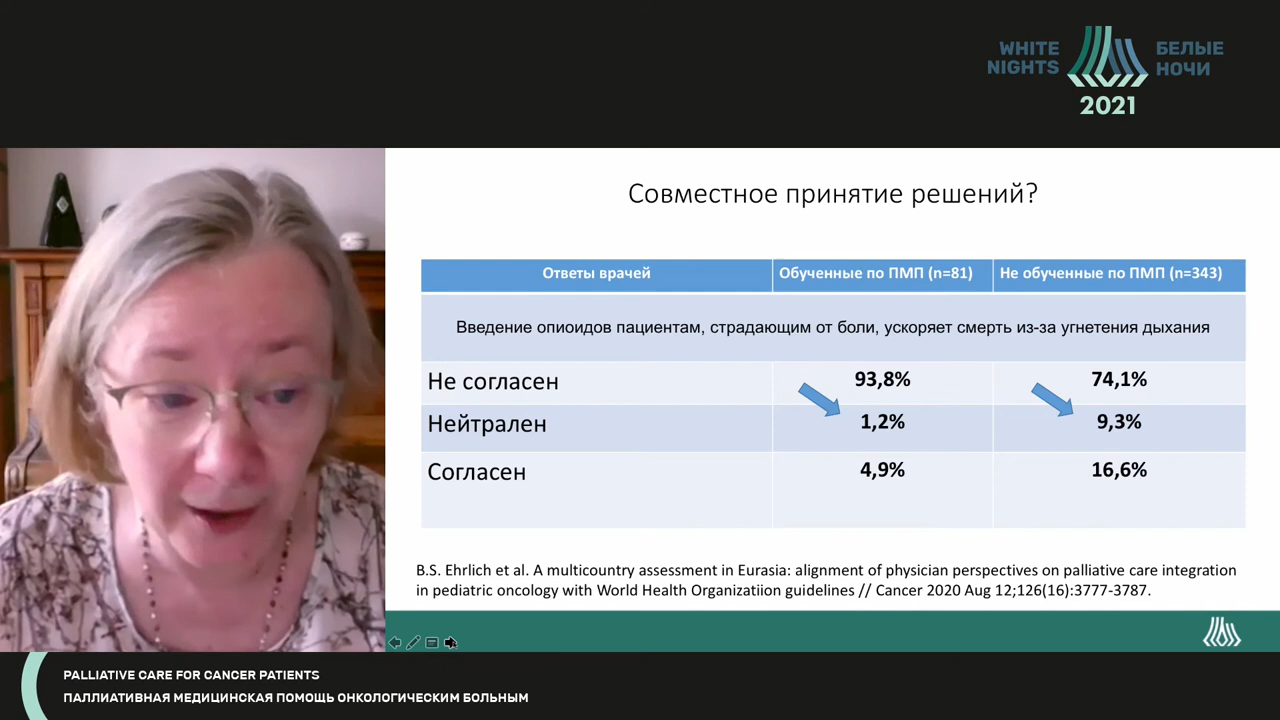 WHITE NIGHTS
БЕЛЫЕ НОЧИ
2021
Совместное принятие решений?
Ответы врачей
Обученные по ПМП (n=81)
Не обученные по ПМП (n=343)
Введение опиоидов пациентам, страдающим от боли, ускоряет смерть из-за угнетения дыхания
Не согласен 93,8% 74,1%
Нейтрален 1,2% 9,3%
Согласен 4,9% 16,6%
B.S. Ehrlich et al. A multicountry assessment in Eurasia: alignment of physician perspectives on palliative care integration
in pediatric oncology with World Health Organizatiion guidelines // Cancer 2020 Aug 12;126(16):3777-3787.
PALLIATIVE CARE FOR CANCER PATIENTS
ПАЛЛИАТИВНАЯ МЕДИЦИНСКАЯ ПОМОЩЬ ОНКОЛОГИЧЕСКИМ БОЛЬНЫМ